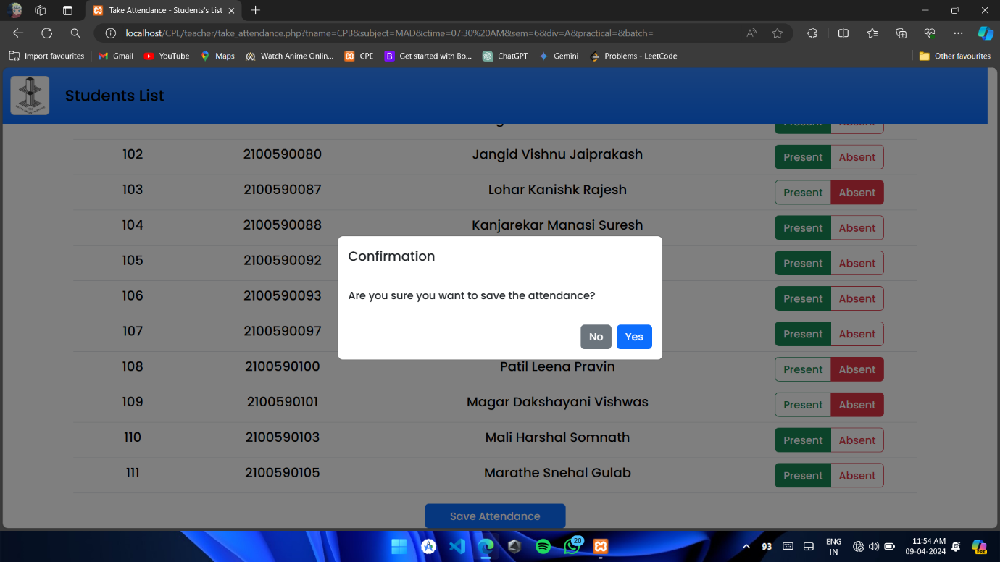 Take Attendance - Students's List
localhost/CPE/teacher/take_attendance.php?tname=CPB&subject=MAD&ctime=07:30%20AM&sem=6&div=A&practical=&batch=
Import favourites Gmail YouTube Maps Watch Anime Onlin... CPE B Get started with Bo... ChatGPT Gemini Problems - LeetCode Other favourites
Students List
Present Absent
102 2100590080 Jangid Vishnu Jaiprakash Present Absent
103 2100590087 Lohar Kanishk Rajesh Present Absent
104 2100590088 Kanjarekar Manasi Suresh Present Absent
105 2100590092 Present Absent
106 2100590093 Present Absent
107 2100590097 Present Absent
Confirmation
Are you sure you want to save the attendance?
No Yes
108 2100590100 Patil Leena Pravin Present Absent
109 2100590101 Magar Dakshayani Vishwas Present Absent
110 2100590103 Mali Harshal Somnath Present Absent
111 2100590105 Marathe Snehal Gulab Present Absent
Save Attendance
20
93 ENG IN 11:54 AM 09-04-2024 PRE